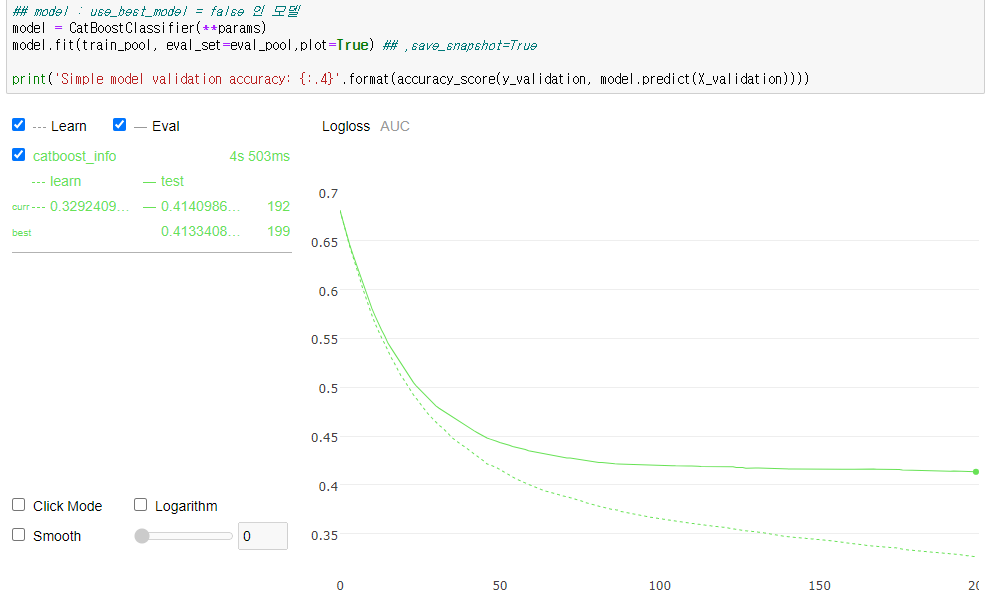 ## model : use_best_model = false 인 모델
model = CatBoostClassifier(**params)
model.fit(train_pool, eval_set=eval_pool,plot=True) ## ,save_snapshot=True
print('Simple model validation accuracy: {:.4}'.format(accuracy_score(y_validation, model.predict(X_validation))))
--- Learn — Eval Logloss AUC
catboost_info 4s 503ms
--- learn — test
curr --- 0.3292409... — 0.4140986... 192
best 0.4133408... 199
0.7
0.65
0.6
0.55
0.5
0.45
0.4
0.35
Click Mode Logarithm
Smooth 0
0 50 100 150